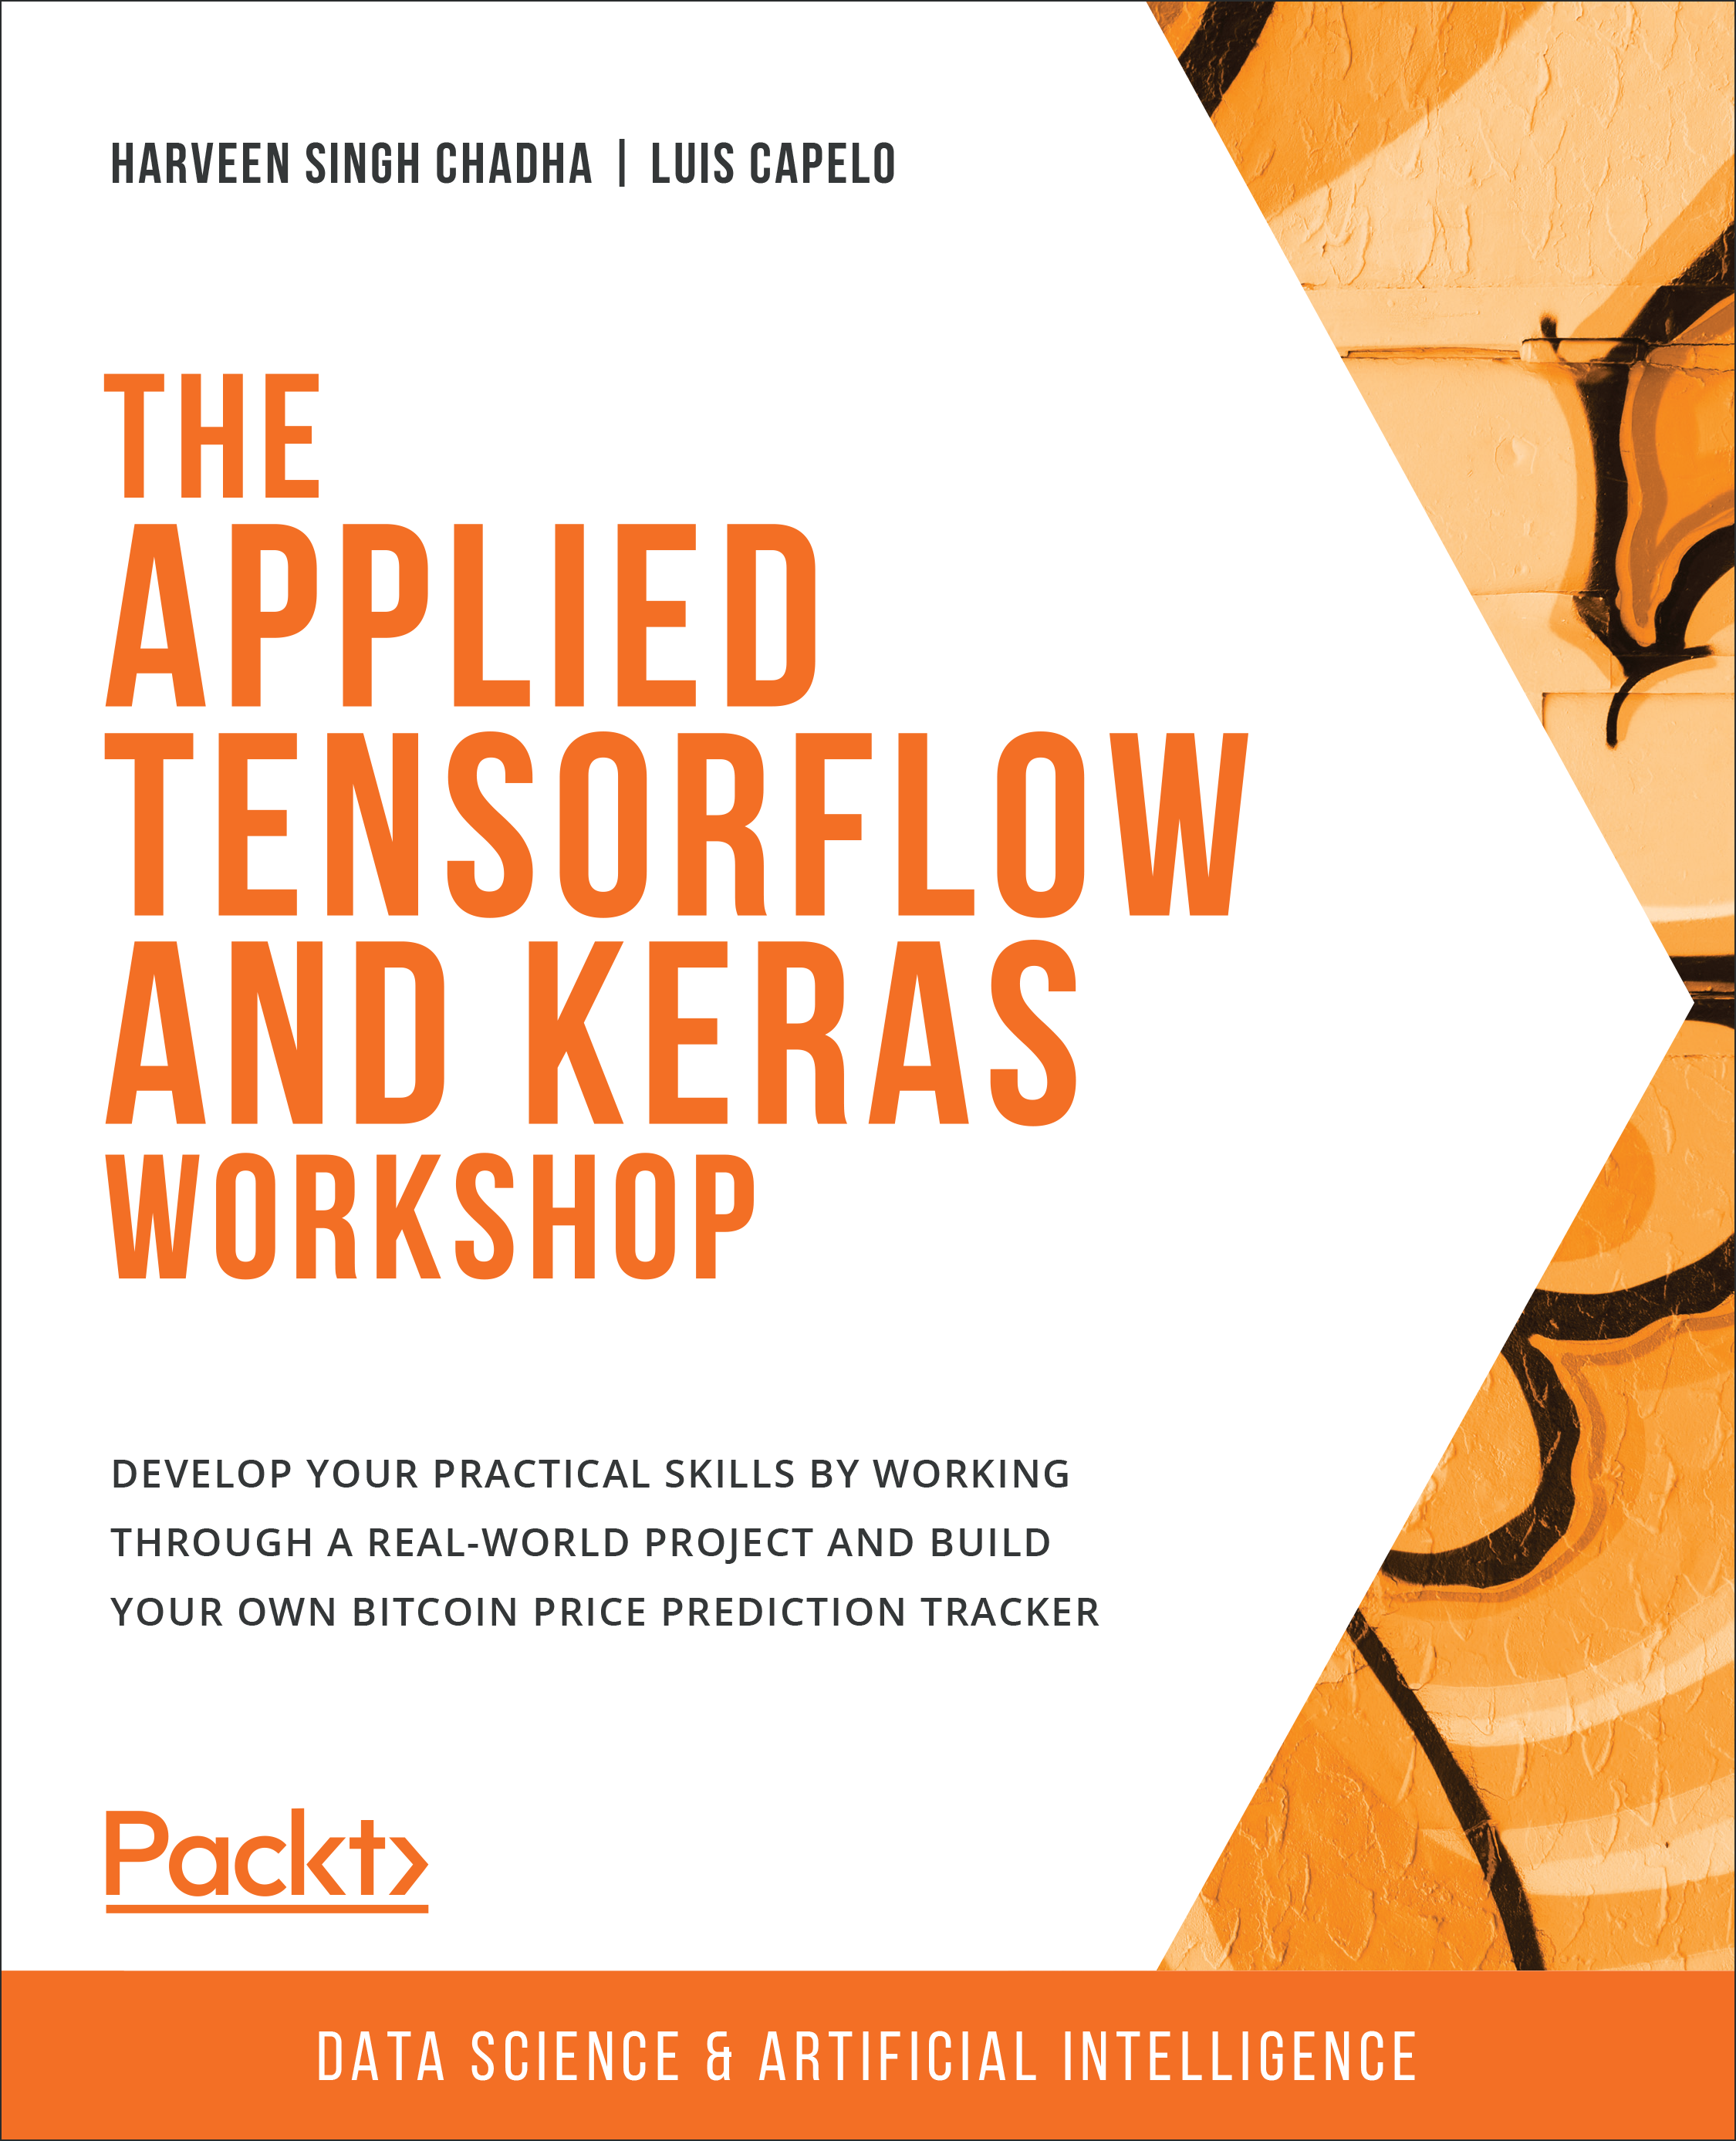 HARVEEN SINGH CHADHA | LUIS CAPELO
THE
APPLIED
TENSORFLOW
AND KERAS
WORKSHOP
DEVELOP YOUR PRACTICAL SKILLS BY WORKING
THROUGH A REAL-WORLD PROJECT AND BUILD
YOUR OWN BITCOIN PRICE PREDICTION TRACKER
Packt>
DATA SCIENCE & ARTIFICIAL INTELLIGENCE